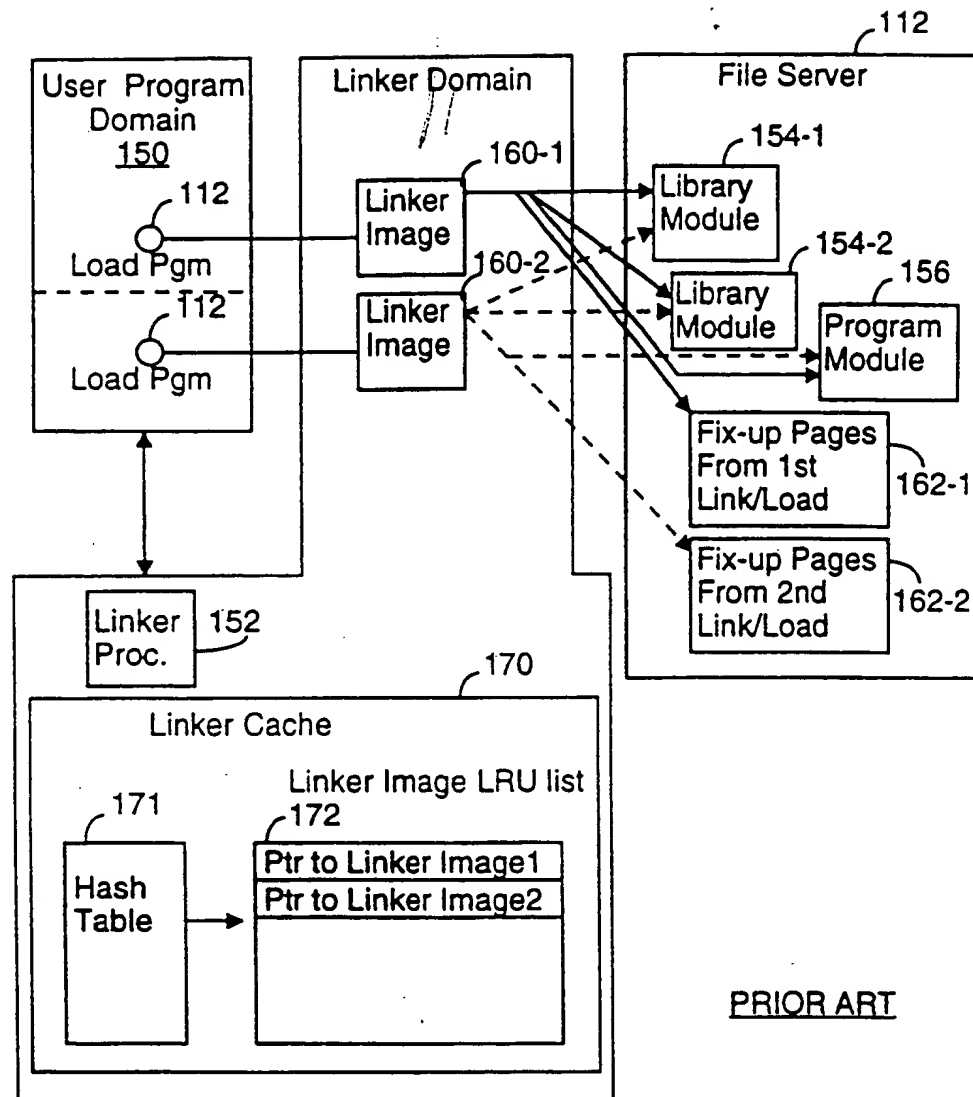 112
User Program
Domain
150
Linker Domain
File Server
160-1
154-1
112
Linker
Image
Library
Module
Load Pgm
160-2
154-2
156
112
Linker
Image
Library
Module
Program
Module
Load Pgm
Fix-up Pages
From 1st
Link/Load
162-1
Fix-up Pages
From 2nd
Link/Load
162-2
Linker
Proc.
152
170
Linker Cache
Linker Image LRU list
171
172
Ptr to Linker Image1
Ptr to Linker Image2
Hash
Table
PRIOR ART